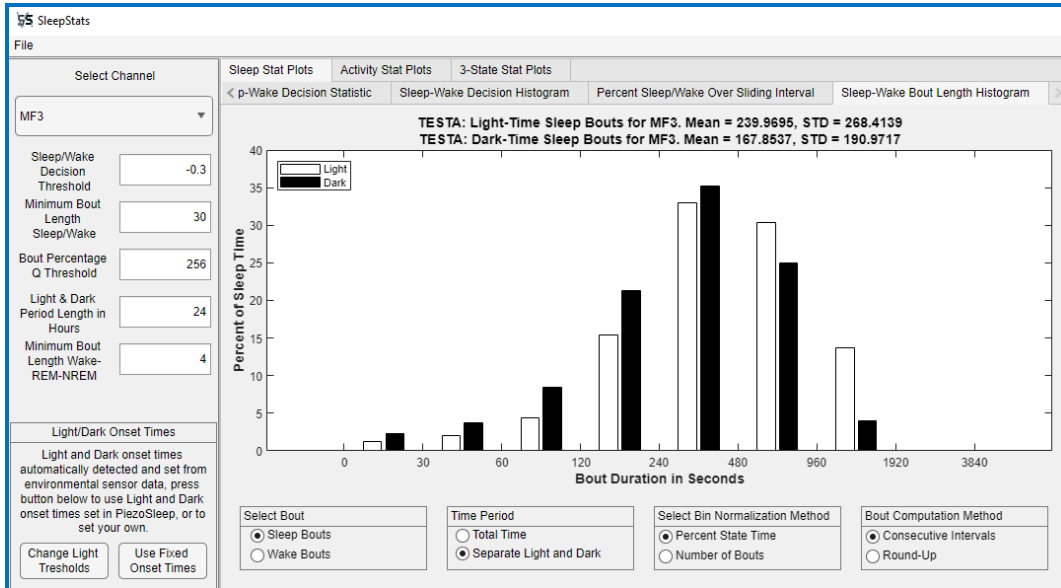 SleepStats
File
Select Channel
MF3
Sleep/Wake
Decision
Threshold
-0.3
Minimum Bout
Length
Sleep/Wake
30
Bout Percentage
Q Threshold
256
Light & Dark
Period Length in
Hours
24
Minimum Bout
Length Wake-
REM-NREM
4
Light/Dark Onset Times
Light and Dark onset times
automatically detected and set from
environmental sensor data, press
button below to use Light and Dark
onset times set in PiezoSleep, or to
set your own.
Change Light
Tresholds
Use Fixed
Onset Times
Sleep Stat Plots
Activity Stat Plots
3-State Stat Plots
p-Wake Decision Statistic
Sleep-Wake Decision Histogram
Percent Sleep/Wake Over Sliding Interval
Sleep-Wake Bout Length Histogram
TESTA: Light-Time Sleep Bouts for MF3. Mean = 239.9695, STD = 268.4139
TESTA: Dark-Time Sleep Bouts for MF3. Mean = 167.8537, STD = 190.9717
Light
Dark
Percent of Sleep Time
40
35
30
25
20
15
10
5
0
0 30 60 120 240 480 960 1920 3840
Bout Duration in Seconds
Select Bout
Sleep Bouts
Wake Bouts
Time Period
Total Time
Separate Light and Dark
Select Bin Normalization Method
Percent State Time
Number of Bouts
Bout Computation Method
Consecutive Intervals
Round-Up